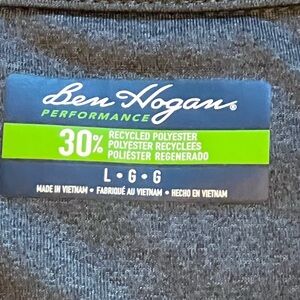 Ben Hogan®
PERFORMANCE
30% RECYCLED POLYESTER
POLYESTER RECYCLÉES
POLIÉSTER REGENERADO
L • G • G
MADE IN VIETNAM • FABRIQUÉ AU VIETNAM • HECHO EN VIETNAM